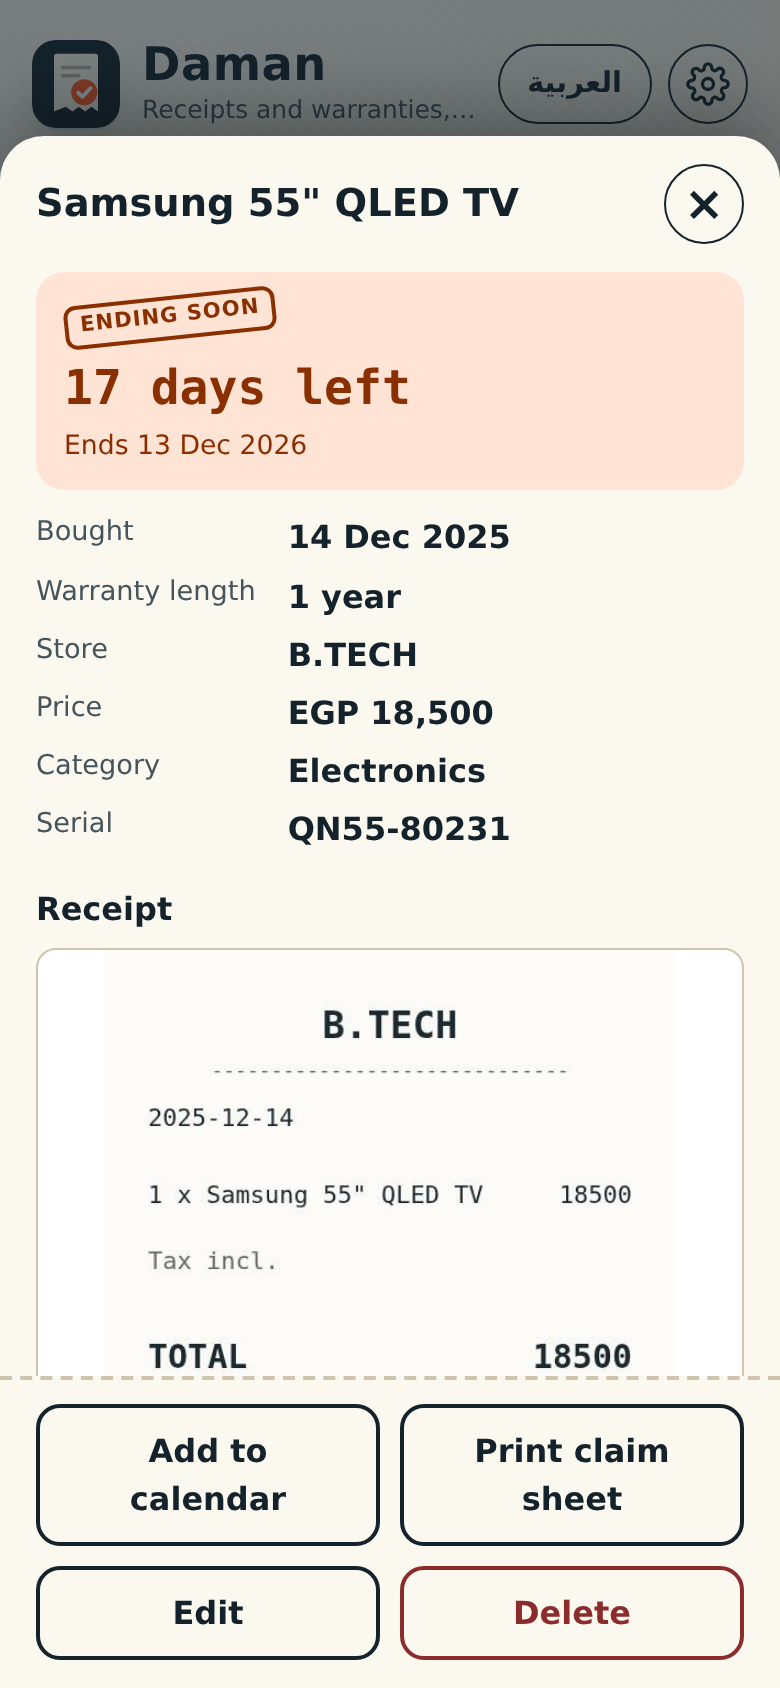 Daman
Receipts and warranties,...
العربية
Samsung 55" QLED TV
ENDING SOON
17 days left
Ends 13 Dec 2026
Bought 14 Dec 2025
Warranty length 1 year
Store B.TECH
Price EGP 18,500
Category Electronics
Serial QN55-80231
Receipt
B.TECH
------------------------------
2025-12-14
1 x Samsung 55" QLED TV 18500
Tax incl.
TOTAL 18500
Add to
calendar
Print claim
sheet
Edit
Delete